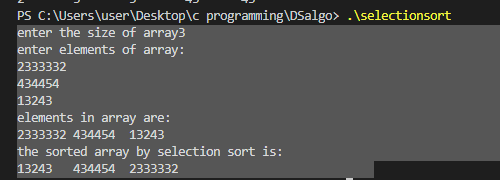 PS C:\Users\user\Desktop\c programming\DSalgo> .\selectionsort
enter the size of array3
enter elements of array:
2333332
434454
13243
elements in array are:
2333332 434454  13243
the sorted array by selection sort is:
13243   434454  2333332